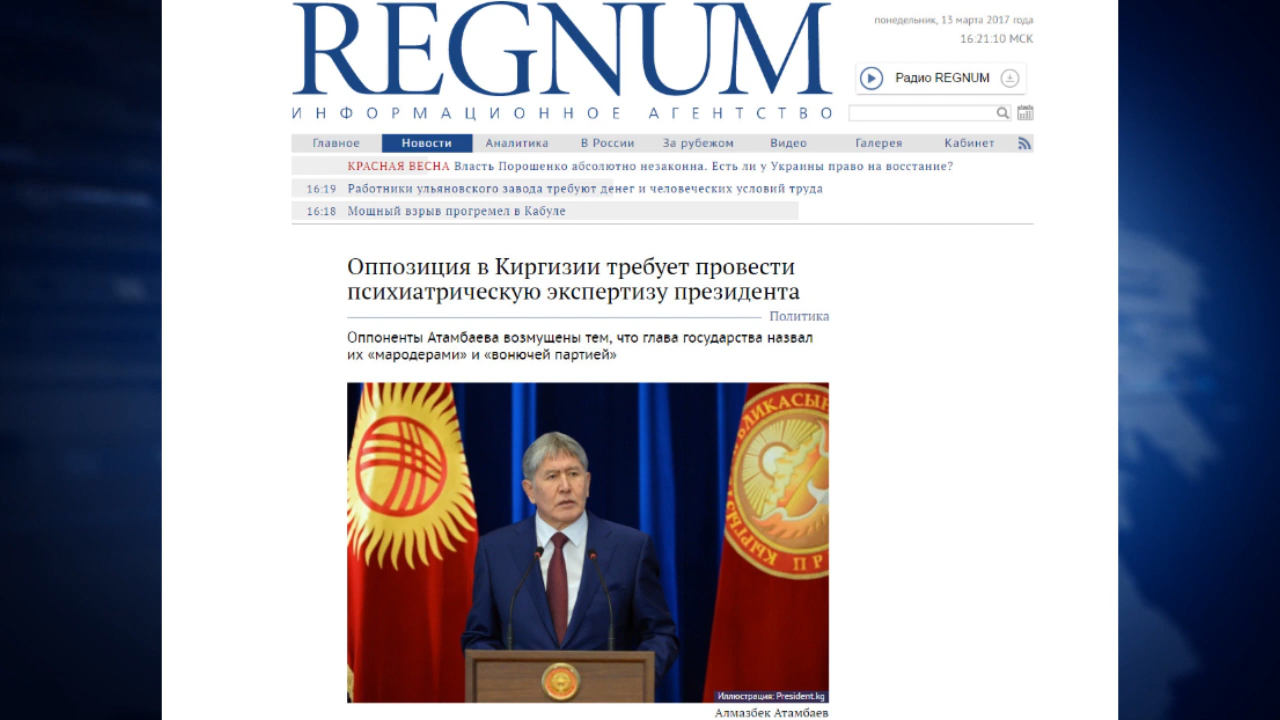 REGNUM
ИНФОРМАЦИОННОЕ АГЕНТСТВО
понедельник, 13 марта 2017 года
16:21:10 МСК
Радио REGNUM
Главное Новости Аналитика В России За рубежом Видео Галерея Кабинет
КРАСНАЯ ВЕСНА Власть Порошенко абсолютно незаконна. Есть ли у Украины право на восстание?
16:19 Работники ульяновского завода требуют денег и человеческих условий труда
16:18 Мощный взрыв прогремел в Кабуле
Оппозиция в Киргизии требует провести
психиатрическую экспертизу президента
Политика
Оппоненты Атамбаева возмущены тем, что глава государства назвал
их «мародерами» и «вонючей партией»
Иллюстрация: President.kg
Алмазбек Атамбаев